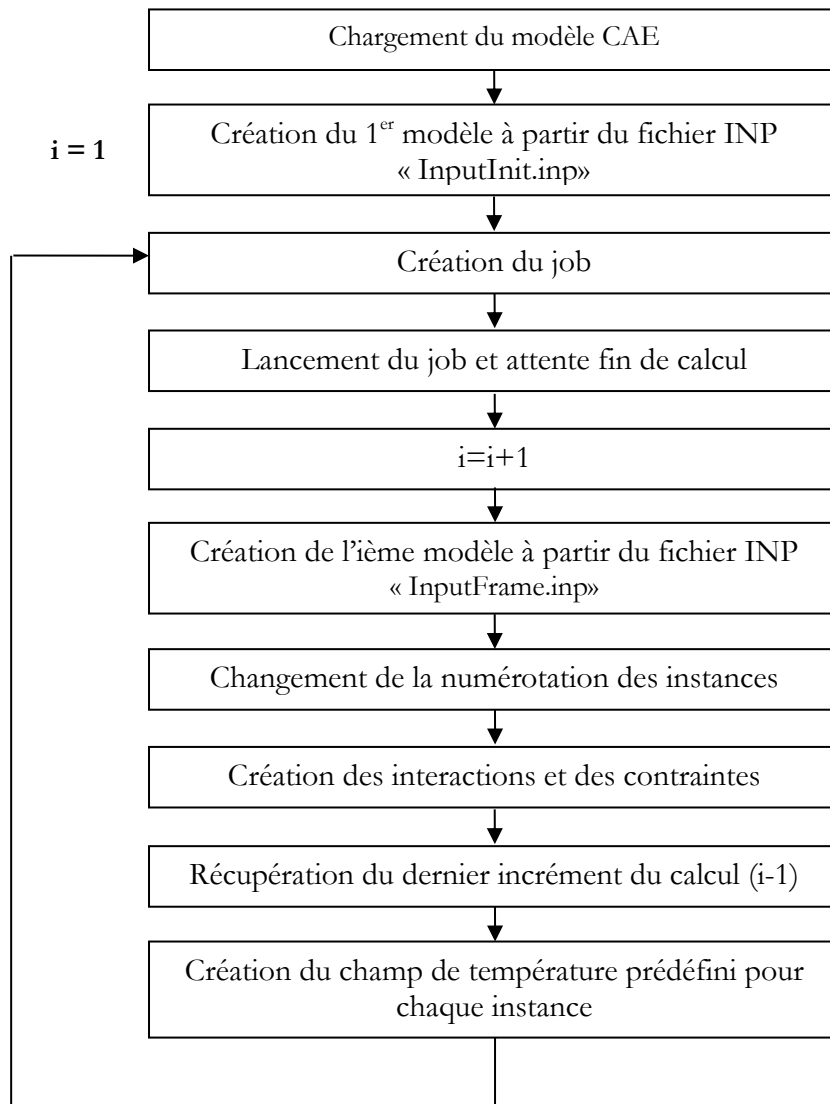 Chargement du modèle CAE
i = 1
Création du 1er modèle à partir du fichier INP
« InputInit.inp»
Création du job
Lancement du job et attente fin de calcul
i=i+1
Création de l’ième modèle à partir du fichier INP
« InputFrame.inp»
Changement de la numérotation des instances
Création des interactions et des contraintes
Récupération du dernier incrément du calcul (i-1)
Création du champ de température prédéfini pour
chaque instance